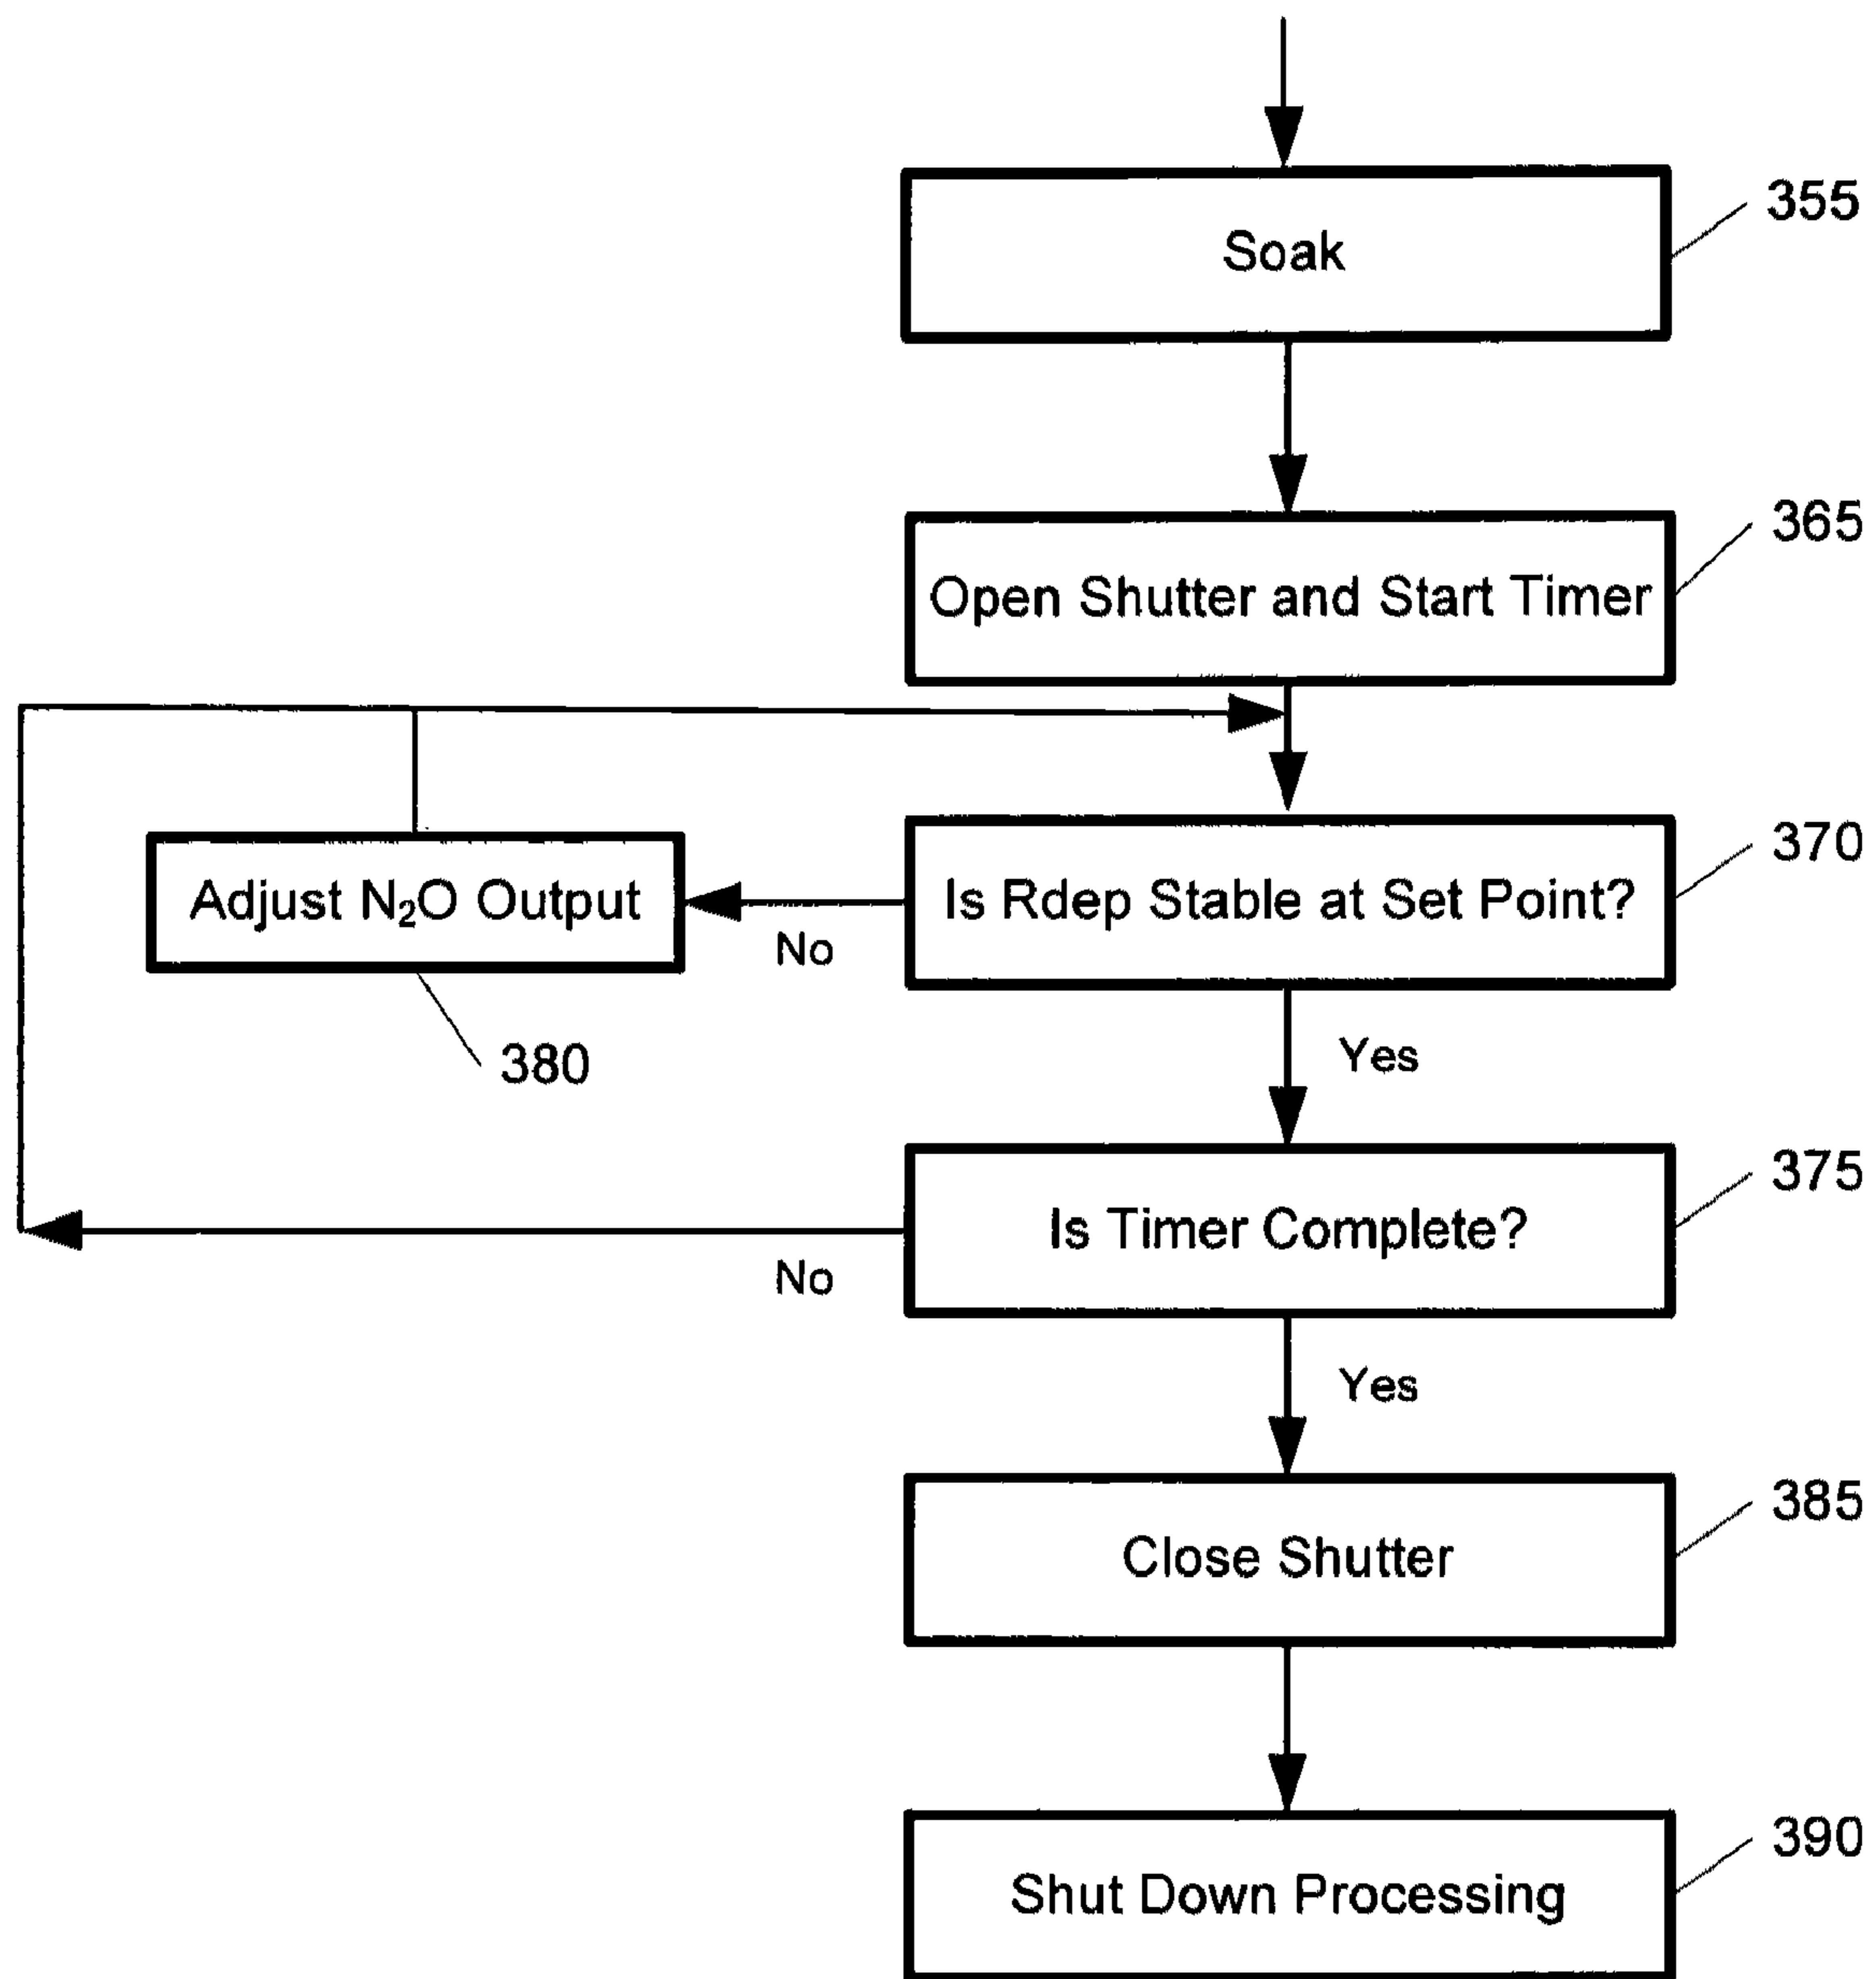 Soak
355
Open Shutter and Start Timer
365
Is Rdep Stable at Set Point?
370
No
Adjust N₂O Output
380
Yes
Is Timer Complete?
375
No
Yes
Close Shutter
385
Shut Down Processing
390